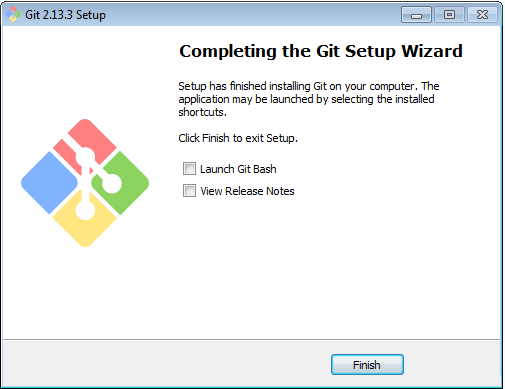 Git 2.13.3 Setup
Completing the Git Setup Wizard
Setup has finished installing Git on your computer. The
application may be launched by selecting the installed
shortcuts.
Click Finish to exit Setup.
Launch Git Bash
View Release Notes
Finish